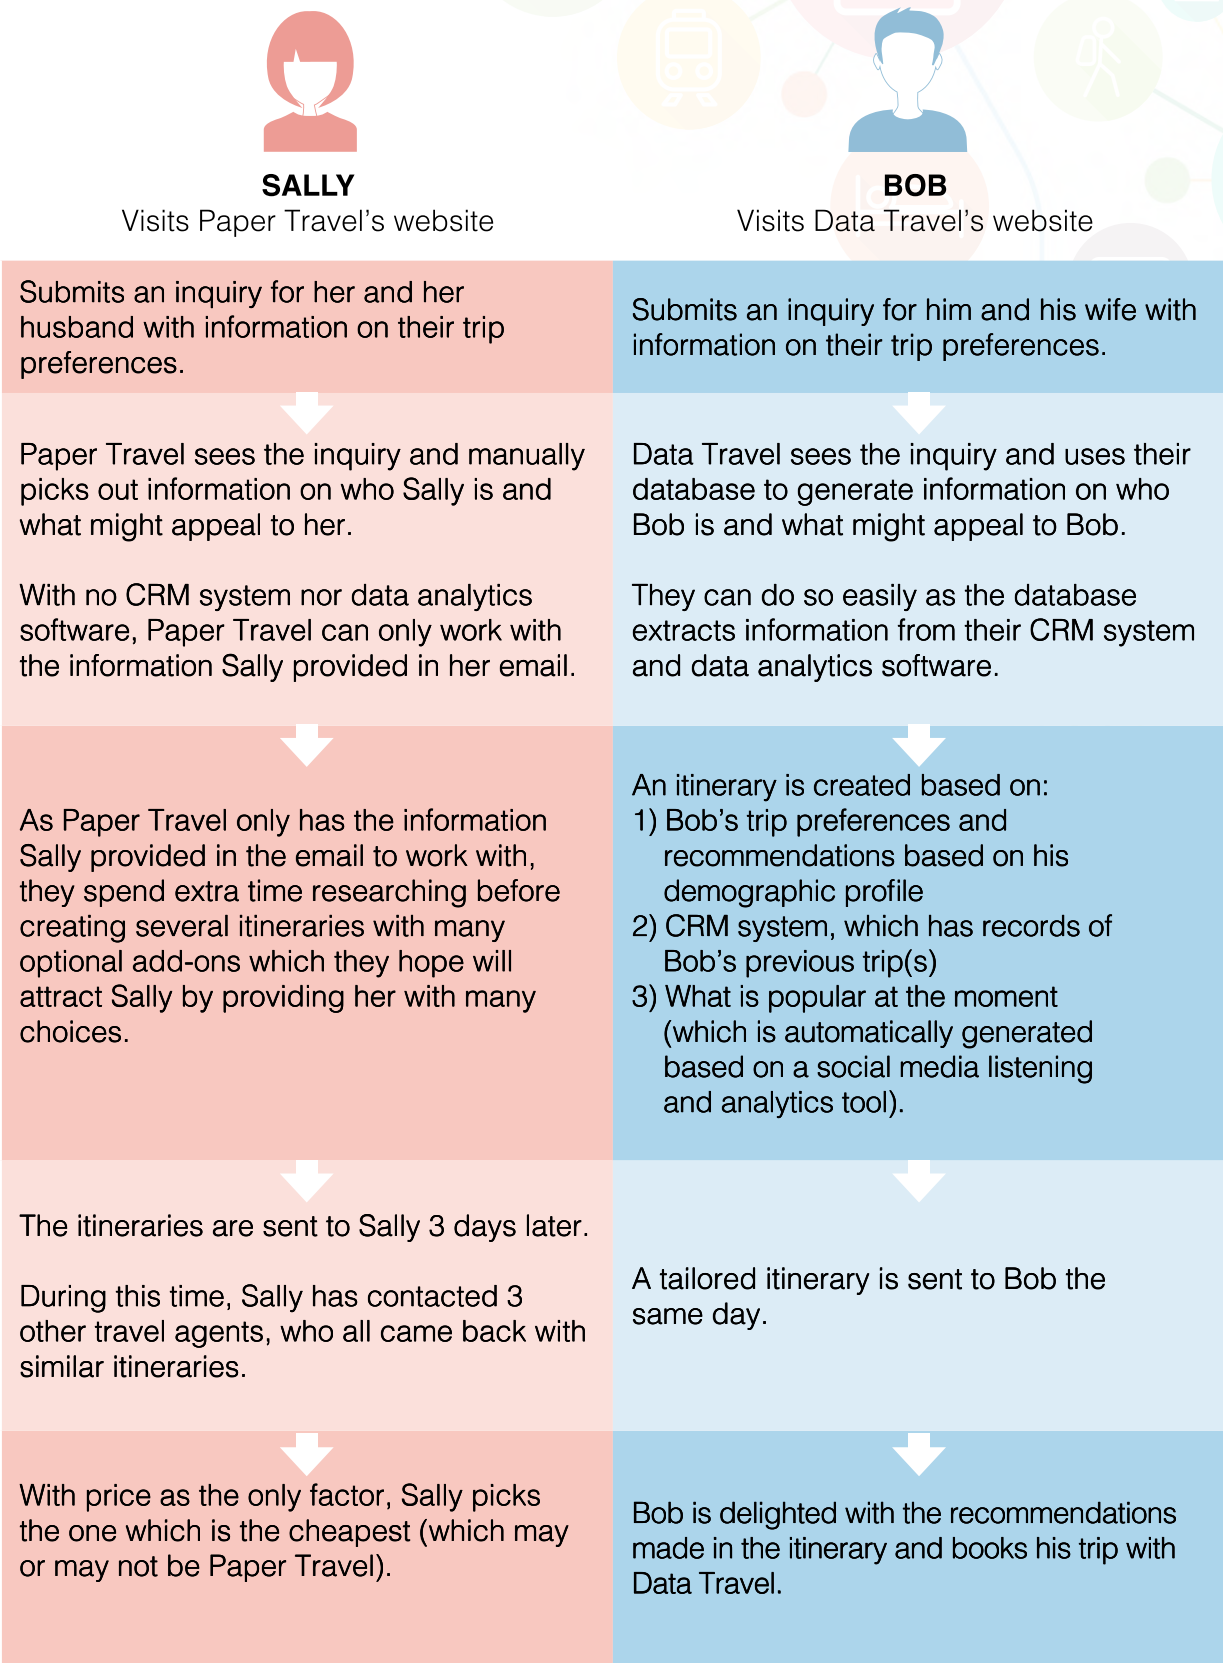 SALLY
Visits Paper Travel's website
Submits an inquiry for her and her
husband with information on their trip
preferences.
Paper Travel sees the inquiry and manually
picks out information on who Sally is and
what might appeal to her.
With no CRM system nor data analytics
software, Paper Travel can only work with
the information Sally provided in her email.
As Paper Travel only has the information
Sally provided in the email to work with,
they spend extra time researching before
creating several itineraries with many
optional add-ons which they hope will
attract Sally by providing her with many
choices.
The itineraries are sent to Sally 3 days later.
During this time, Sally has contacted 3
other travel agents, who all came back with
similar itineraries.
With price as the only factor, Sally picks
the one which is the cheapest (which may
or may not be Paper Travel).
BOB
Visits Data Travel's website
Submits an inquiry for him and his wife with
information on their trip preferences.
Data Travel sees the inquiry and uses their
database to generate information on who
Bob is and what might appeal to Bob.
They can do so easily as the database
extracts information from their CRM system
and data analytics software.
An itinerary is created based on:
1) Bob's trip preferences and
recommendations based on his
demographic profile
2) CRM system, which has records of
Bob's previous trip(s)
3) What is popular at the moment
(which is automatically generated
based on a social media listening
and analytics tool).
A tailored itinerary is sent to Bob the
same day.
Bob is delighted with the recommendations
made in the itinerary and books his trip with
Data Travel.